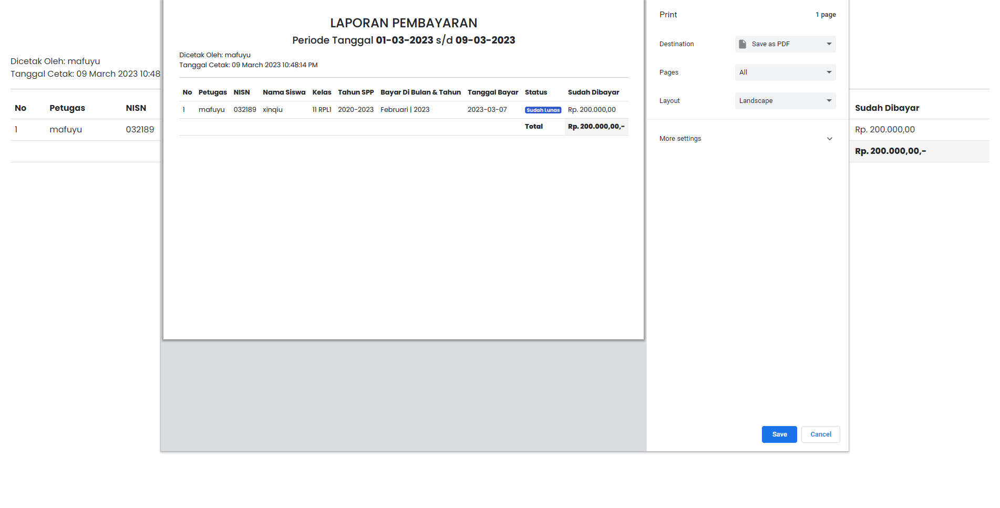 LAPORAN PEMBAYARAN
Periode Tanggal 01-03-2023 s/d 09-03-2023
Dicetak Oleh: mafuyu
Tanggal Cetak: 09 March 2023 10:48:14 PM
No Petugas NISN Nama Siswa Kelas Tahun SPP Bayar Di Bulan & Tahun Tanggal Bayar Status Sudah Dibayar
1 mafuyu 032189 xinqiu 11 RPL1 2020-2023 Februari | 2023 2023-03-07 Sudah Lunas Rp. 200.000,00
Total Rp. 200.000,00,-
Print 1 page
Destination Save as PDF
Pages All
Layout Landscape
More settings
Save Cancel
Dicetak Oleh: mafuyu
Tanggal Cetak: 09 March 2023 10:48
No Petugas NISN Sudah Dibayar
1 mafuyu 032189 Rp. 200.000,00
Rp. 200.000,00,-